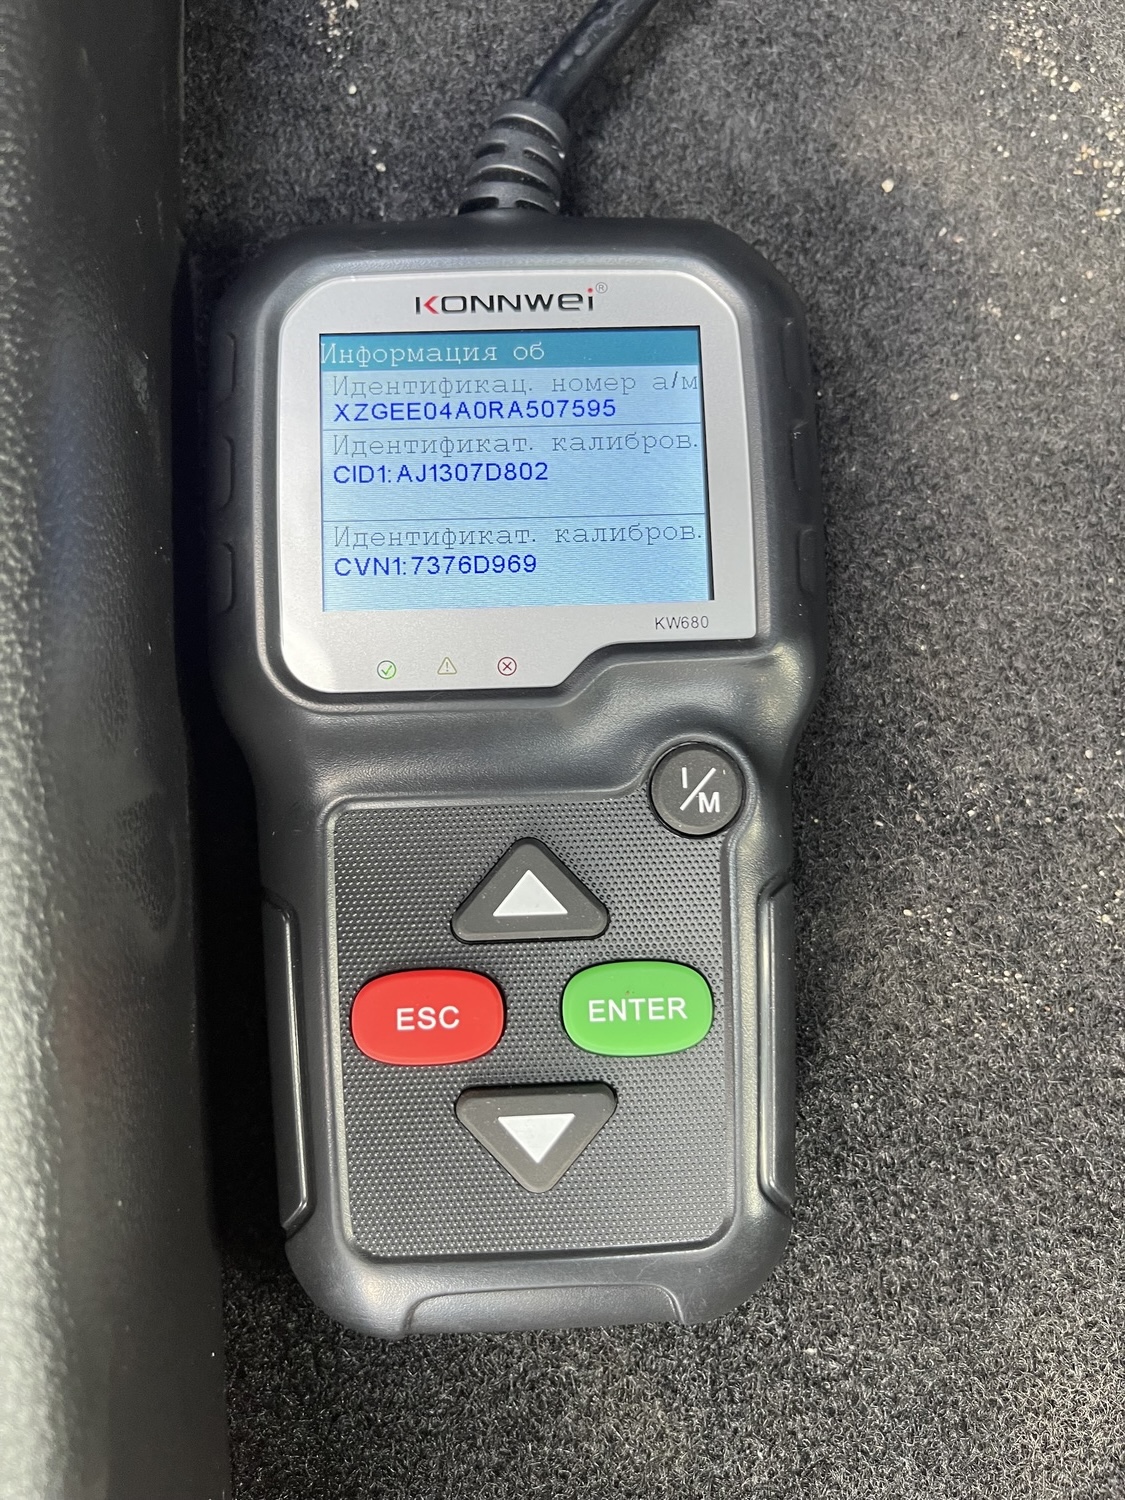 KONNWEI®
Информация об
Идентификац. номер а/м
XZGEE04A0RA507595
Идентификат. калибров.
CID1:AJ1307D802
Идентификат. калибров.
CVN1:7376D969
KW680
I/M
ESC
ENTER